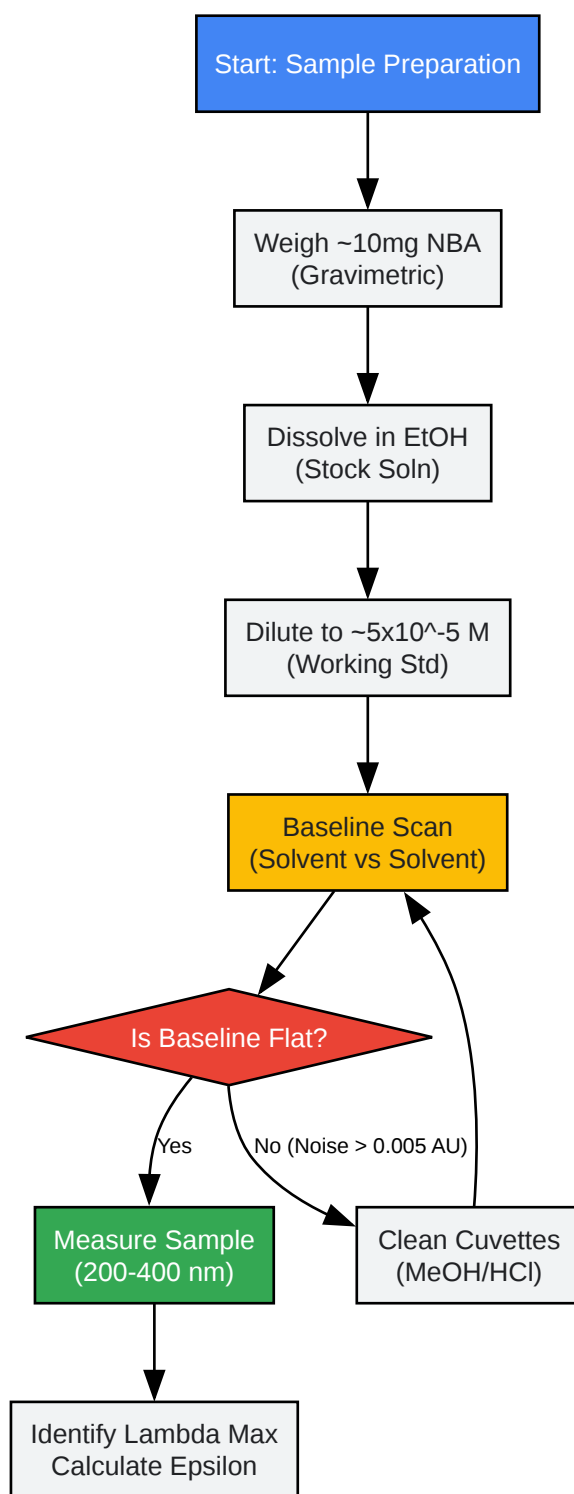 Start: Sample Preparation
Weigh ~10mg NBA
(Gravimetric)
Dissolve in EtOH
(Stock Soln)
Dilute to ~5x10^-5 M
(Working Std)
Baseline Scan
(Solvent vs Solvent)
Is Baseline Flat?
Yes
No (Noise > 0.005 AU)
Measure Sample
(200-400 nm)
Clean Cuvettes
(MeOH/HCl)
Identify Lambda Max
Calculate Epsilon